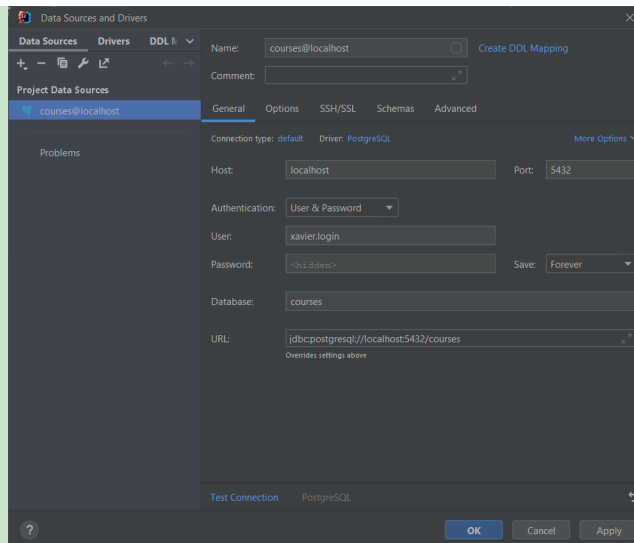 Data Sources and Drivers
Data Sources Drivers DDL
Name: courses@localhost Create DDL Mapping
Comment:
Project Data Sources
courses@localhost
Problems
General Options SSH/SSL Schemas Advanced
Connection type: default Driver: PostgreSQL More Options
Host: localhost Port: 5432
Authentication: User & Password
User: xavier.login
Password: <hidden> Save: Forever
Database: courses
URL: jdbc:postgresql://localhost:5432/courses
Overrides settings above
Test Connection PostgreSQL
? OK Cancel Apply